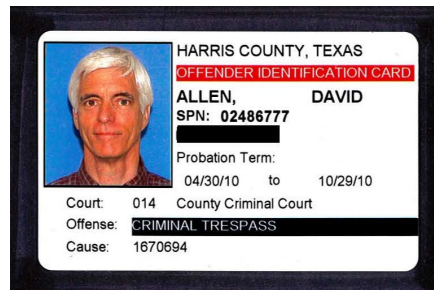 HARRIS COUNTY, TEXAS
OFFENDER IDENTIFICATION CARD
ALLEN, DAVID
SPN: 02486777
Probation Term:
04/30/10 to 10/29/10
Court: 014 County Criminal Court
Offense: CRIMINAL TRESPASS
Cause: 1670694